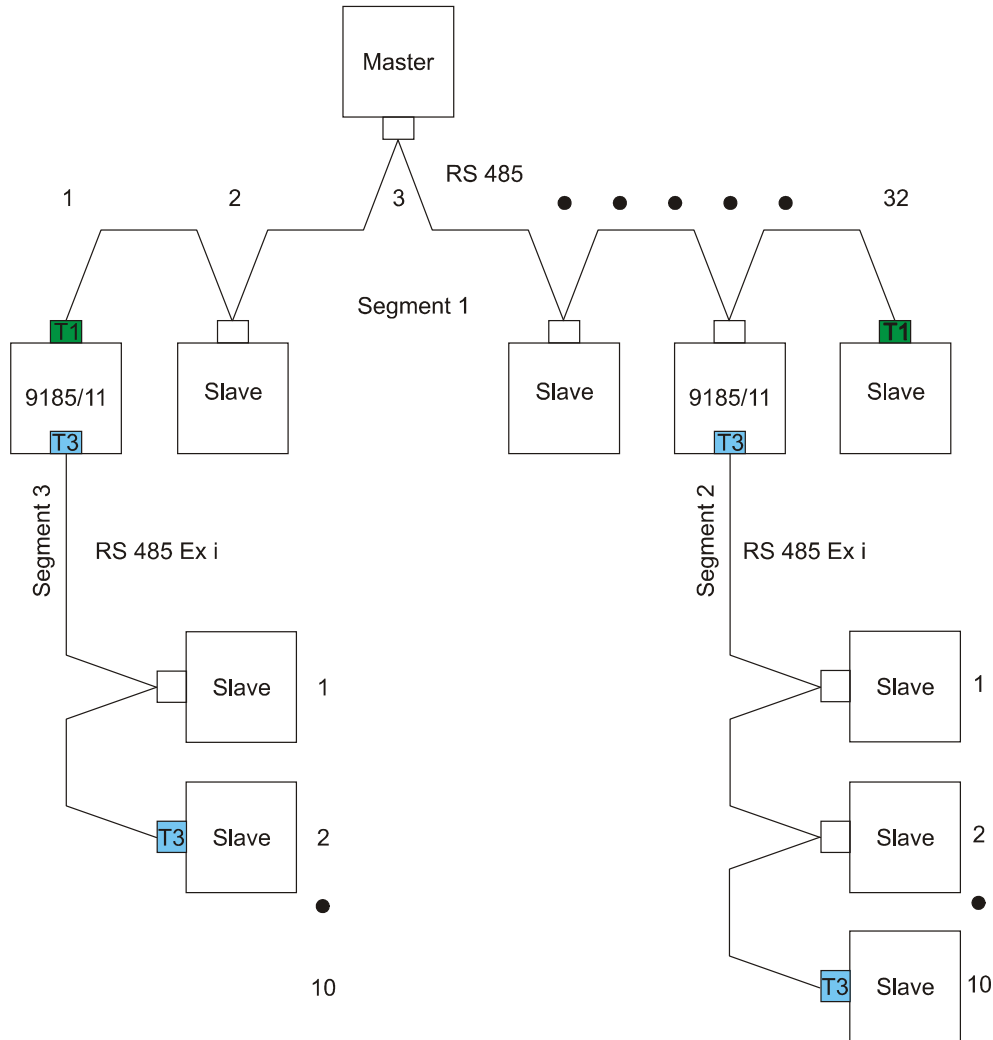 Master
RS 485
1
2
3
32
Segment 1
T1
T1
9185/11
Slave
Slave
9185/11
Slave
T3
T3
Segment 3
RS 485 Ex i
Segment 2
RS 485 Ex i
Slave
1
Slave
1
T3
Slave
2
Slave
2
10
T3
Slave
10